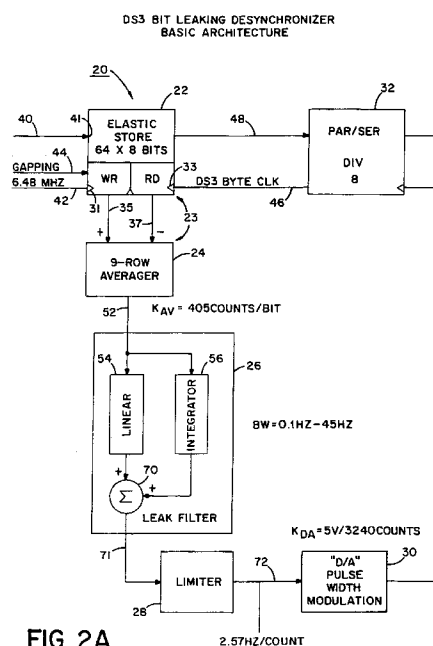 DS3 BIT LEAKING DESYNCHRONIZER
BASIC ARCHITECTURE
20
22
32
40
41
ELASTIC
STORE
64 X 8 BITS
48
PAR/SER
DIV
8
44
GAPPING
6.48 MHZ
42
31
WR
RD
33
DS3 BYTE CLK
46
35
37
23
+
−
24
9-ROW
AVERAGER
52
KAV = 405COUNTS/BIT
54
56
26
LINEAR
INTEGRATOR
BW=0.1HZ-45HZ
70
+
+
Σ
LEAK FILTER
71
KDA=5V/3240COUNTS
72
30
LIMITER
28
"D/A"
PULSE
WIDTH
MODULATION
2.57HZ/COUNT
FIG. 2A